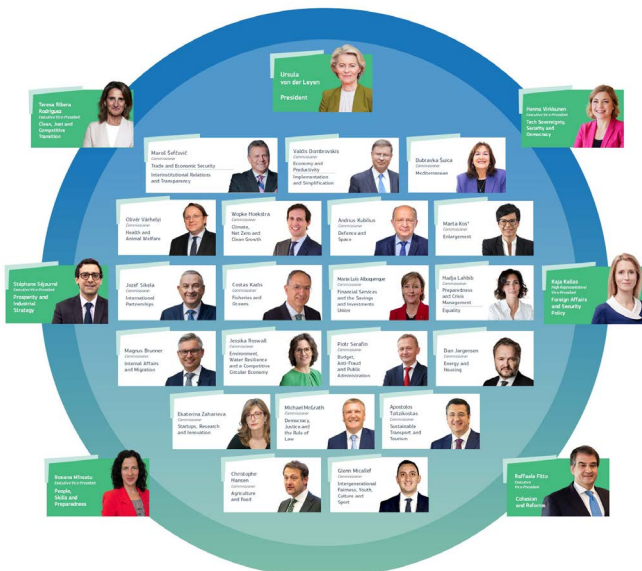 Ursula
von der Leyen
President
Teresa Ribera
Rodríguez
Executive Vice-President
Clean, Just and
Competitive
Transition
Henna Virkkunen
Executive Vice-President
Tech Sovereignty,
Security and
Democracy
Maroš Šefčovič
Commissioner
Trade and Economic Security
Interinstitutional Relations
and Transparency
Valdis Dombrovskis
Commissioner
Economy and
Productivity
Implementation
and Simplification
Dubravka Šuica
Commissioner
Mediterranean
Olivér Várhelyi
Commissioner
Health and
Animal Welfare
Wopke Hoekstra
Commissioner
Climate,
Net Zero and
Clean Growth
Andrius Kubilius
Commissioner
Defence and
Space
Marta Kos*
Commissioner
Enlargement
Stéphane Séjourné
Executive Vice-President
Prosperity and
Industrial
Strategy
Jozef Síkela
Commissioner
International
Partnerships
Costas Kadis
Commissioner
Fisheries and
Oceans
Maria Luís Albuquerque
Commissioner
Financial Services
and the Savings and
Investments
Union
Hadja Lahbib
Commissioner
Preparedness
and Crisis
Management
Equality
Kaja Kallas
High Representative
Vice-President
Foreign Affairs
and Security
Policy
Magnus Brunner
Commissioner
Internal Affairs
and Migration
Jessika Roswall
Commissioner
Environment,
Water Resilience
and a Competitive
Circular Economy
Piotr Serafin
Commissioner
Budget,
Anti-Fraud
and Public
Administration
Dan Jørgensen
Commissioner
Energy and
Housing
Ekaterina Zaharieva
Commissioner
Startups, Research
and Innovation
Michael McGrath
Commissioner
Democracy,
Justice and
the Rule of
Law
Apostolos
Tzitzikostas
Commissioner
Sustainable
Transport and
Tourism
Roxana Mînzatu
Executive Vice-President
People,
Skills and
Preparedness
Christophe
Hansen
Commissioner
Agriculture
and Food
Glenn Micallef
Commissioner
Intergenerational
Fairness, Youth,
Culture and
Sport
Raffaele Fitto
Executive
Vice-President
Cohesion
and Reforms